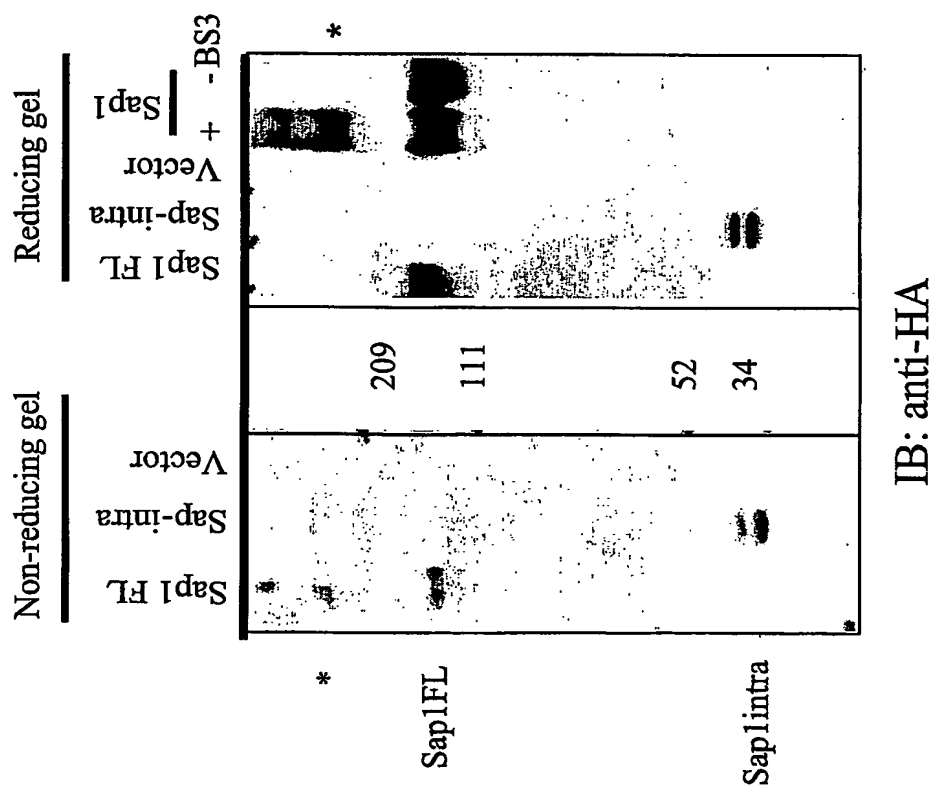 Non-reducing gel
Reducing gel
Sap1 FL
Sap-intra
Vector
Sap1 FL
Sap-intra
Vector
Sap1
+
-BS3
*
*
209
111
52
34
Sap1FL
Sap1intra
IB: anti-HA